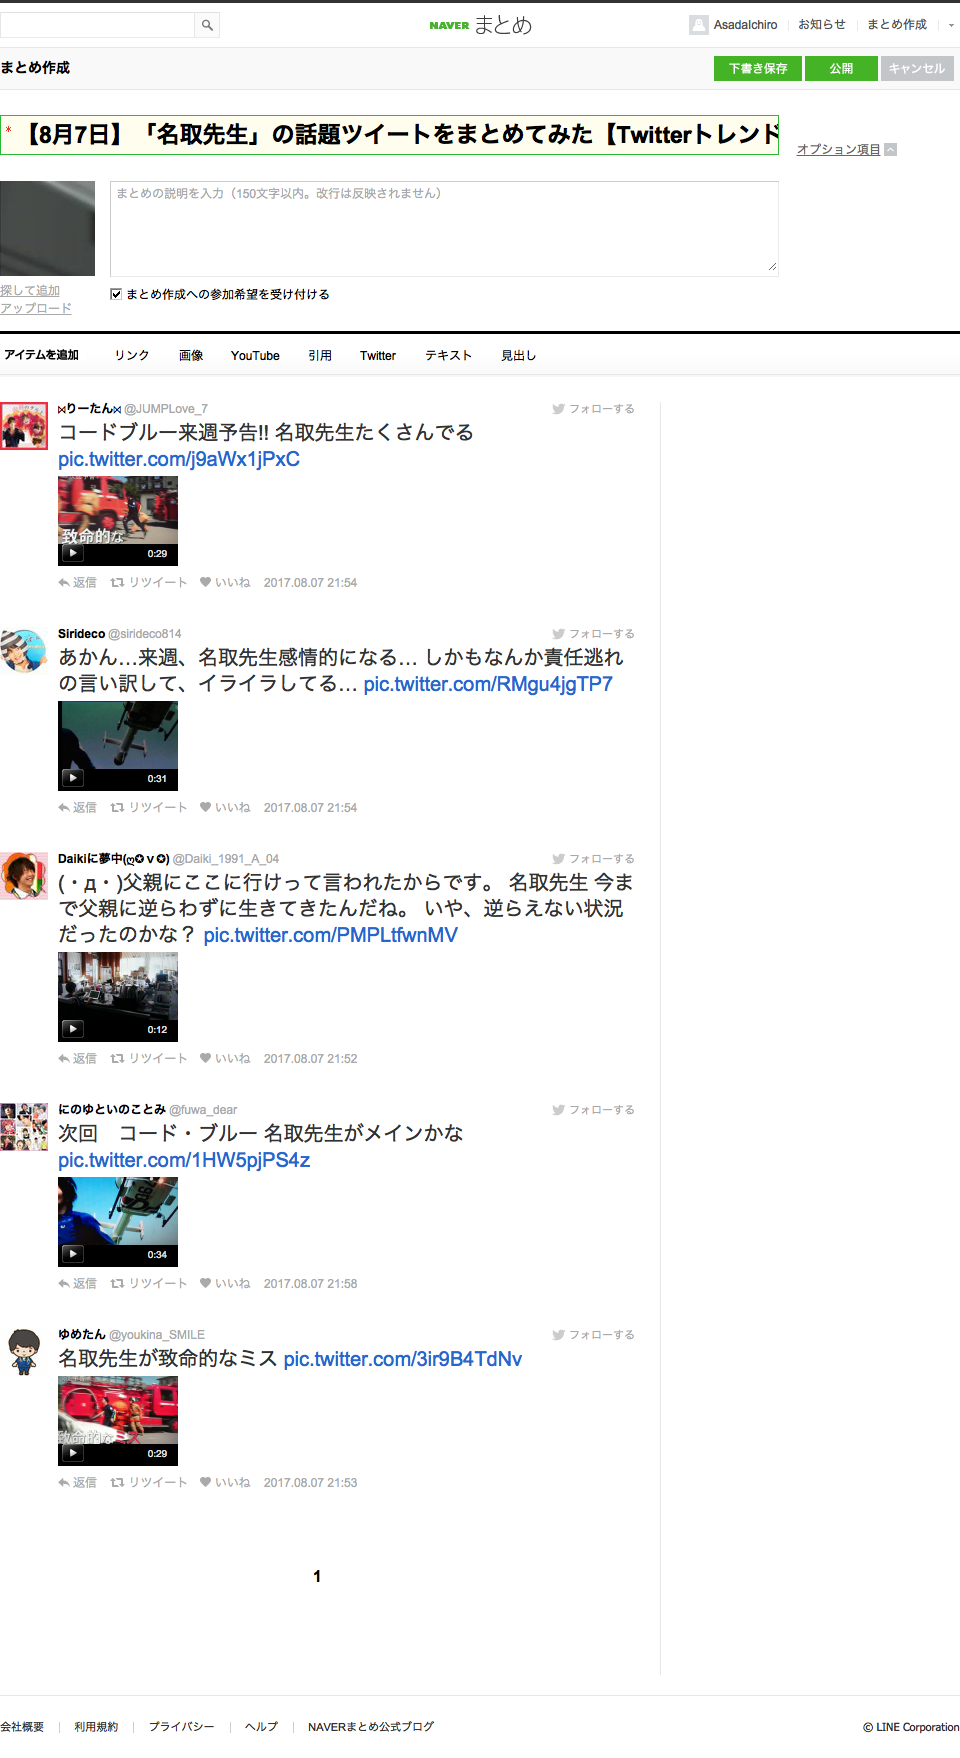 NAVER まとめ
AsadaIchiro
お知らせ
まとめ作成
まとめ作成
下書き保存
公開
キャンセル
* 【8月7日】「名取先生」の話題ツイートをまとめてみた【Twitterトレンド
オプション項目
まとめの説明を入力（150文字以内。改行は反映されません）
探して追加
アップロード
まとめ作成への参加希望を受け付ける
アイテムを追加
リンク
画像
YouTube
引用
Twitter
テキスト
見出し
⋈りーたん⋈ @JUMPLove_7
フォローする
コードブルー来週予告!! 名取先生たくさんでる
pic.twitter.com/j9aWx1jPxC
致命的な
0:29
返信 リツイート いいね 2017.08.07 21:54
Sirideco @sirideco814
フォローする
あかん…来週、名取先生感情的になる… しかもなんか責任逃れ
の言い訳して、イライラしてる… pic.twitter.com/RMgu4jgTP7
0:31
返信 リツイート いいね 2017.08.07 21:54
Daikiに夢中(ღ✪ｖ✪) @Daiki_1991_A_04
フォローする
(・д・)父親にここに行けって言われたからです。 名取先生 今ま
で父親に逆らわずに生きてきたんだね。 いや、逆らえない状況
だったのかな？ pic.twitter.com/PMPLtfwnMV
0:12
返信 リツイート いいね 2017.08.07 21:52
にのゆといのことみ @fuwa_dear
フォローする
次回　コード・ブルー 名取先生がメインかな
pic.twitter.com/1HW5pjPS4z
0:34
返信 リツイート いいね 2017.08.07 21:58
ゆめたん @youkina_SMILE
フォローする
名取先生が致命的なミス pic.twitter.com/3ir9B4TdNv
致命的なミス
0:29
返信 リツイート いいね 2017.08.07 21:53
1
会社概要
利用規約
プライバシー
ヘルプ
NAVERまとめ公式ブログ
© LINE Corporation